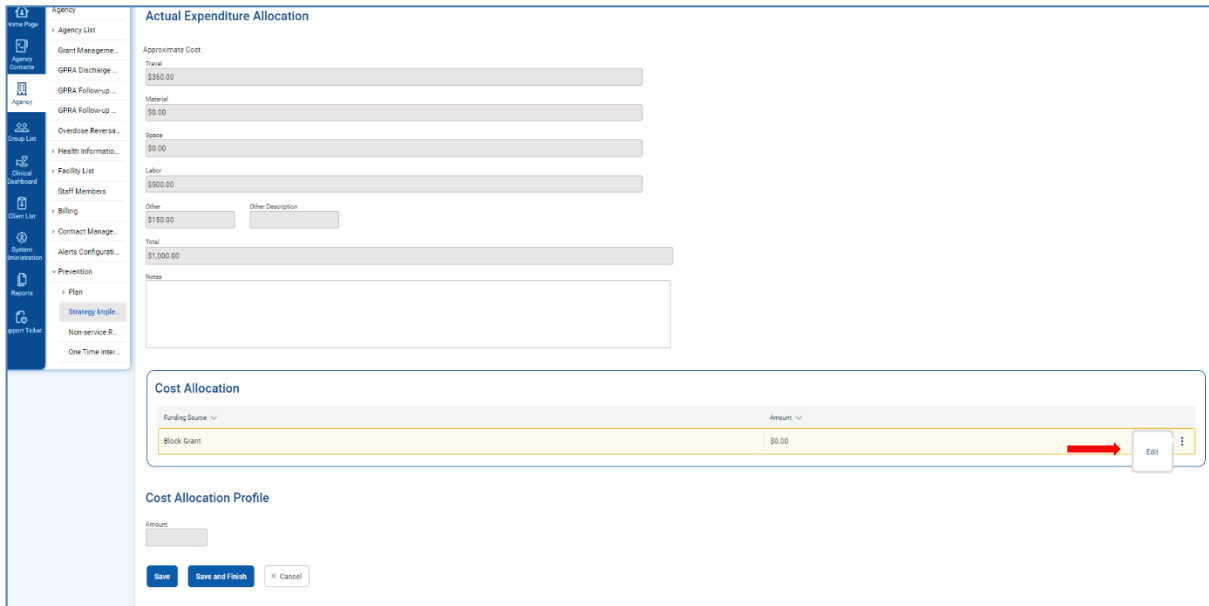 Home Page
Agency
Contacts
Agency
Group List
Clinical
Dashboard
Client List
System
Administration
Reports
Support Ticket
Agency
Agency List
Grant Manageme...
GPRA Discharge ...
GPRA Follow-up ...
GPRA Follow-up ...
Overdose Reversa...
Health Informatio...
Facility List
Staff Members
Billing
Contract Manage...
Alerts Configurati...
Prevention
Plan
Strategy Imple...
Non-service R...
One Time Inter...
Actual Expenditure Allocation
Approximate Cost
Travel
$350.00
Material
$0.00
Space
$0.00
Labor
$500.00
Other Other Description
$150.00
Total
$1,000.00
Notes
Cost Allocation
Funding Source Amount
Block Grant $0.00
Edit
Cost Allocation Profile
Amount
Save Save and Finish × Cancel